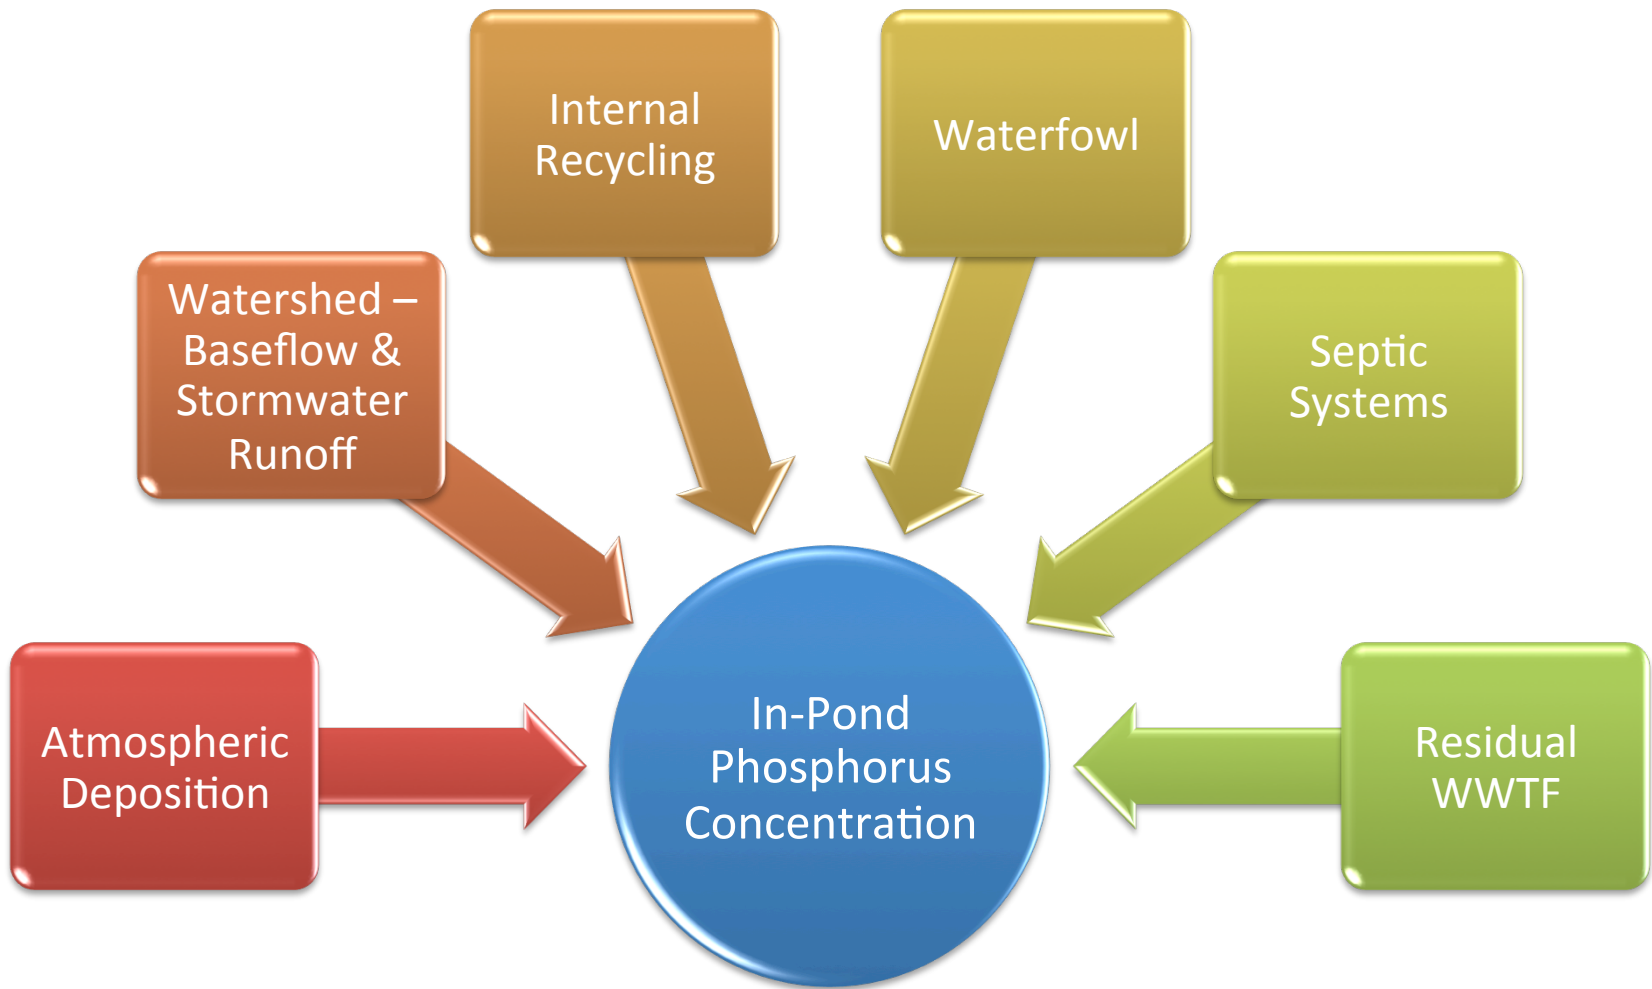 Internal
Recycling
Waterfowl
Watershed –
Baseflow &
Stormwater
Runoff
Septic
Systems
Atmospheric
Deposition
In-Pond
Phosphorus
Concentration
Residual
WWTF